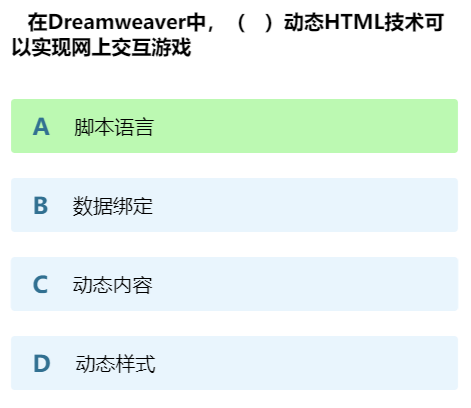 在Dreamweaver中，（　）动态HTML技术可
以实现网上交互游戏
A 脚本语言
B 数据绑定
C 动态内容
D 动态样式